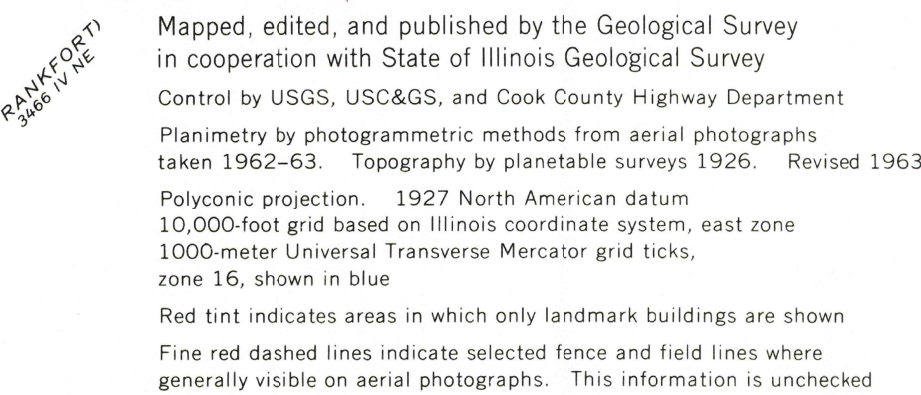 RANKFORT)
3466 IV NE
Mapped, edited, and published by the Geological Survey
in cooperation with State of Illinois Geological Survey
Control by USGS, USC&GS, and Cook County Highway Department
Planimetry by photogrammetric methods from aerial photographs
taken 1962–63. Topography by planetable surveys 1926. Revised 1963
Polyconic projection. 1927 North American datum
10,000-foot grid based on Illinois coordinate system, east zone
1000-meter Universal Transverse Mercator grid ticks,
zone 16, shown in blue
Red tint indicates areas in which only landmark buildings are shown
Fine red dashed lines indicate selected fence and field lines where
generally visible on aerial photographs. This information is unchecked